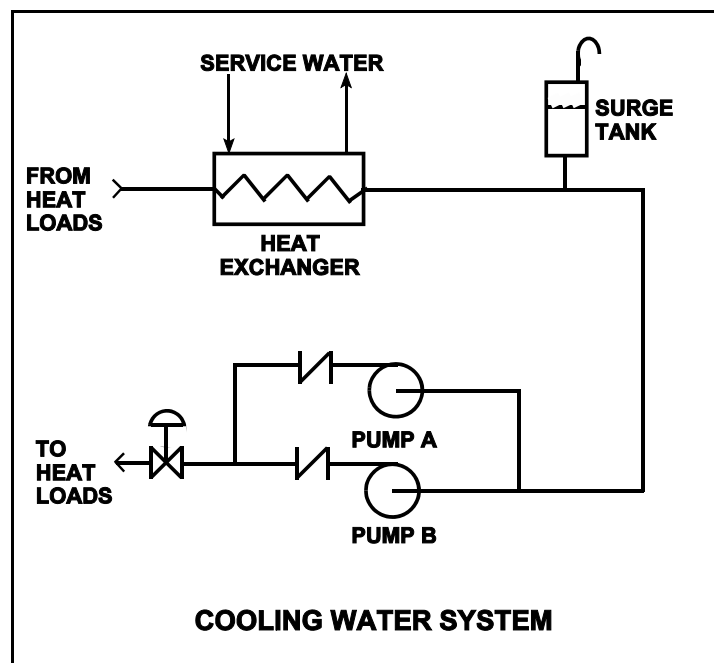 SERVICE WATER
SURGE
TANK
FROM
HEAT
LOADS
HEAT
EXCHANGER
PUMP A
TO
HEAT
LOADS
PUMP B
COOLING WATER SYSTEM